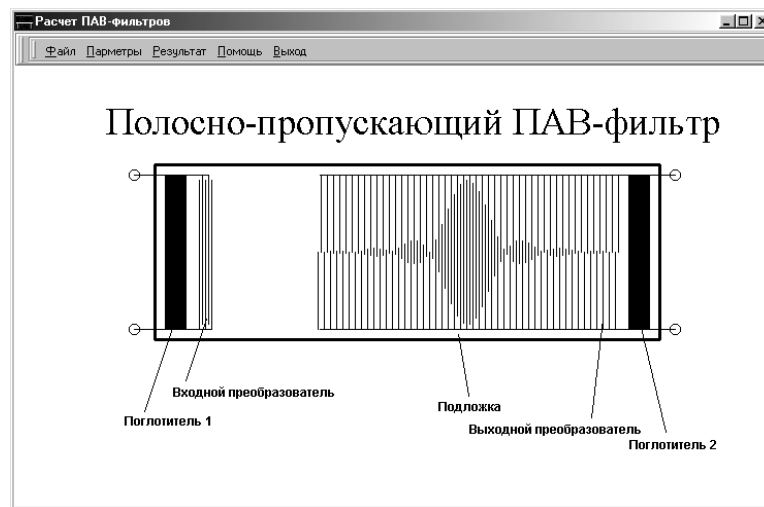 Расчет ПАВ-фильтров
Файл Парметры Результат Помощь Выход
Полосно-пропускающий ПАВ-фильтр
Входной преобразователь
Подложка
Поглотитель 1
Выходной преобразователь
Поглотитель 2